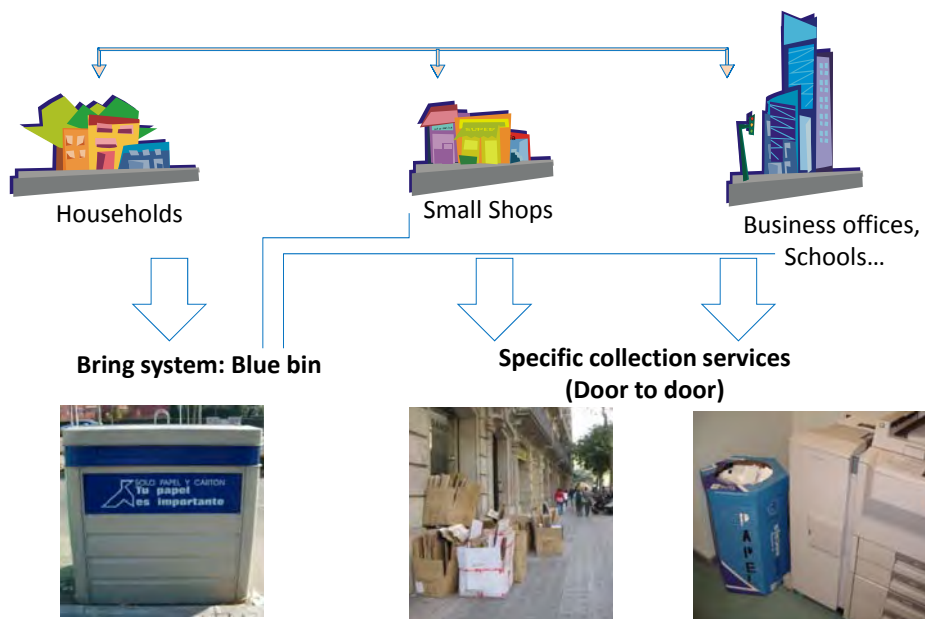 Households
Small Shops
Business offices,
Schools...
Bring system: Blue bin
Specific collection services
(Door to door)
SOLO PAPEL Y CARTON
Tu papel
es importante
PAPEL